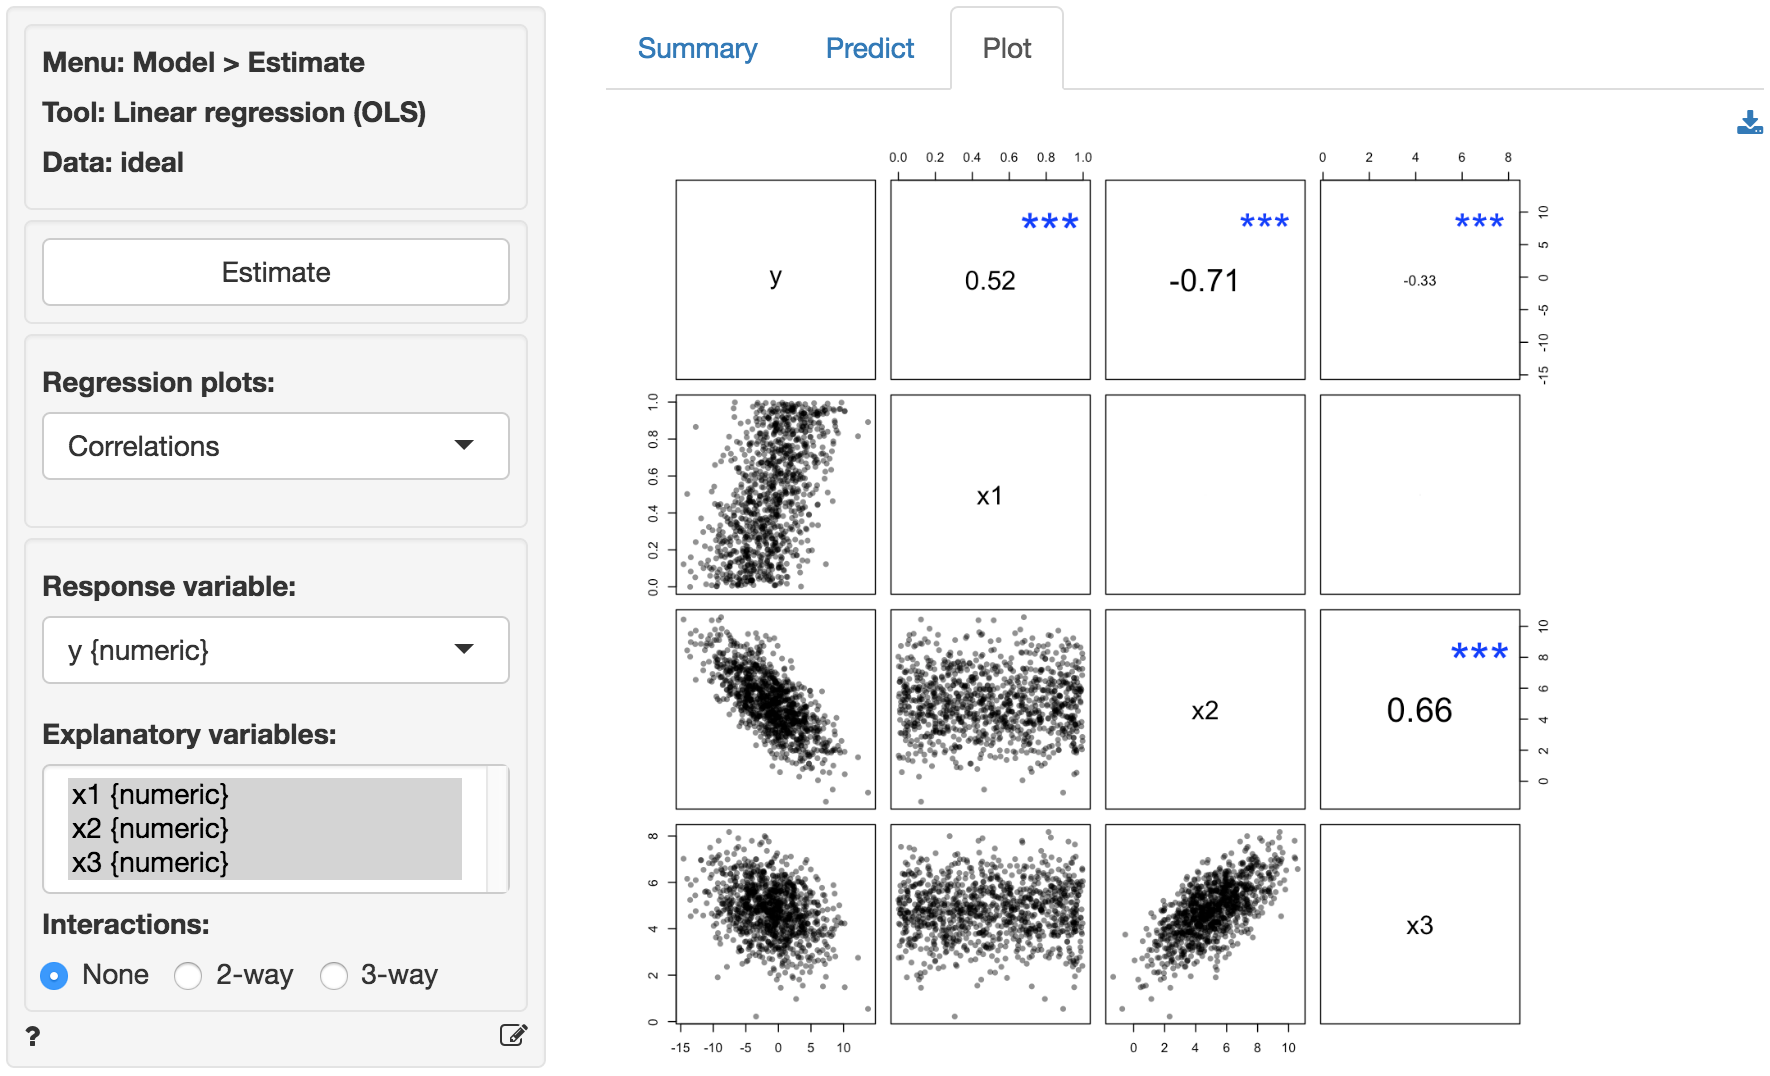 Menu: Model > Estimate
Tool: Linear regression (OLS)
Data: ideal
Estimate
Regression plots:
Correlations
Response variable:
y {numeric}
Explanatory variables:
x1 {numeric}
x2 {numeric}
x3 {numeric}
Interactions:
None 2-way 3-way
?
Summary Predict Plot
0.0 0.2 0.4 0.6 0.8 1.0 0 2 4 6 8
*** *** ***
y 0.52 -0.71 -0.33
10 5 0 -5 -10 -15
1.0 0.8 0.6 0.4 0.2 0.0
x1
***
x2 0.66
10 8 6 4 2 0
8 6 4 2 0
x3
-15 -10 -5 0 5 10 0 2 4 6 8 10